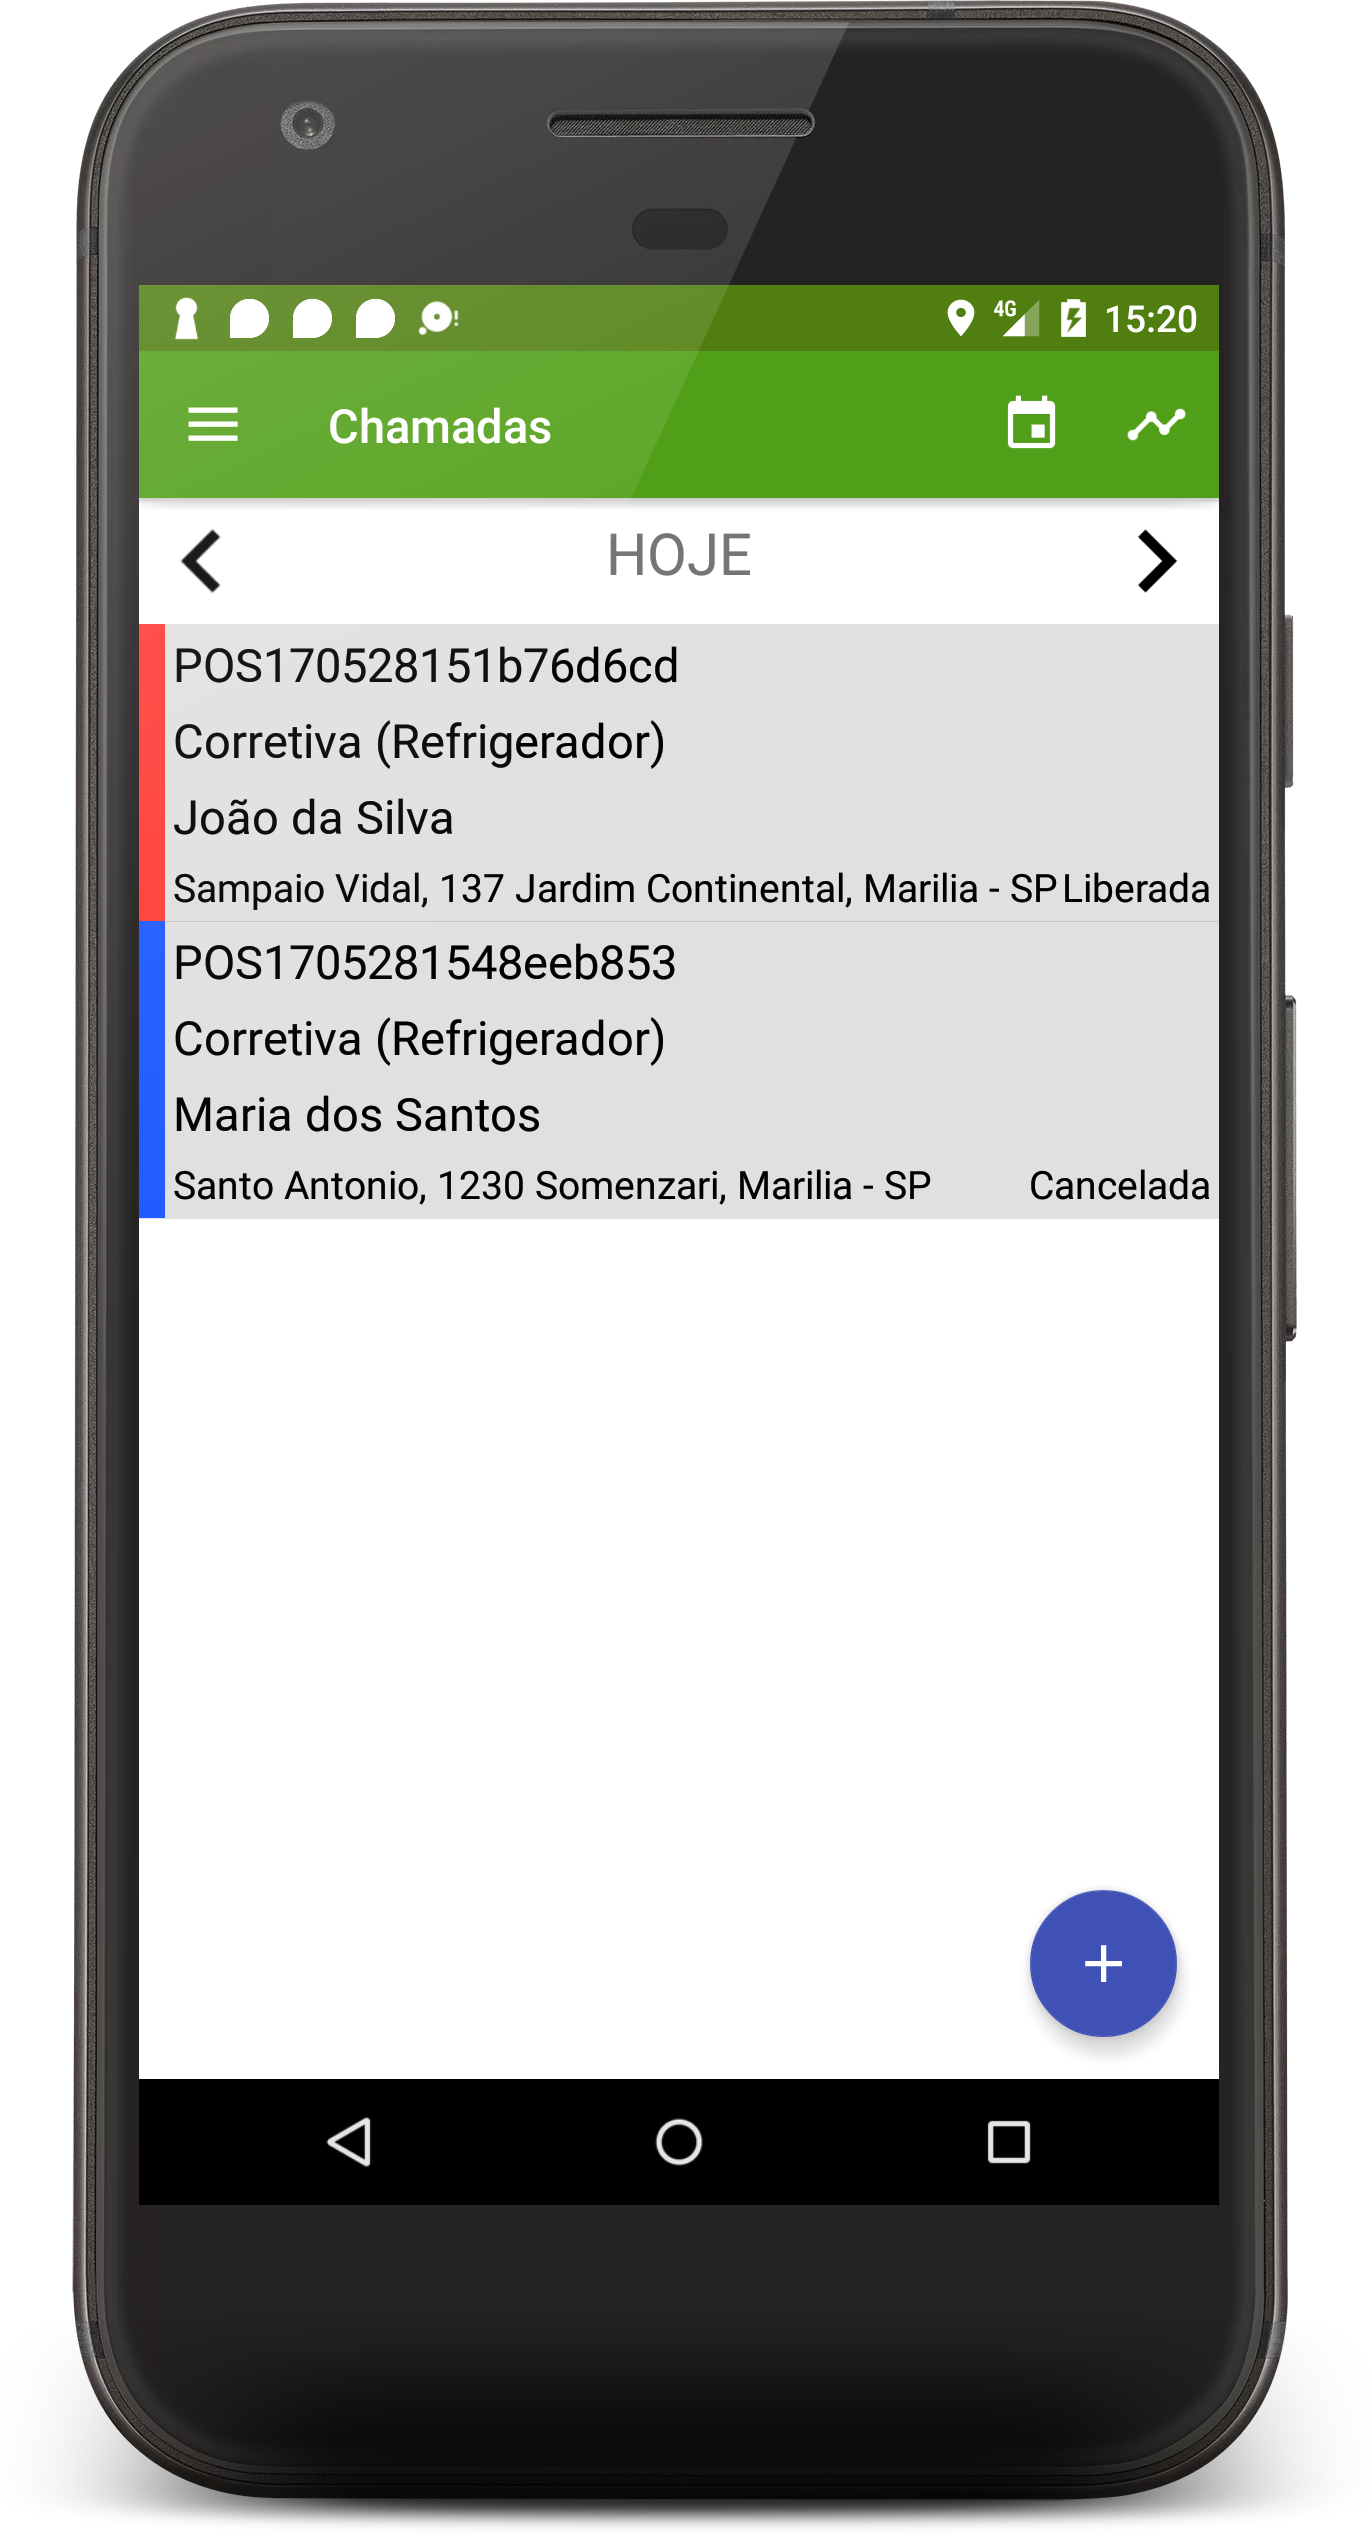 4G 15:20
Chamadas
HOJE
POS170528151b76d6cd
Corretiva (Refrigerador)
João da Silva
Sampaio Vidal, 137 Jardim Continental, Marilia - SP Liberada
POS1705281548eeb853
Corretiva (Refrigerador)
Maria dos Santos
Santo Antonio, 1230 Somenzari, Marilia - SP Cancelada